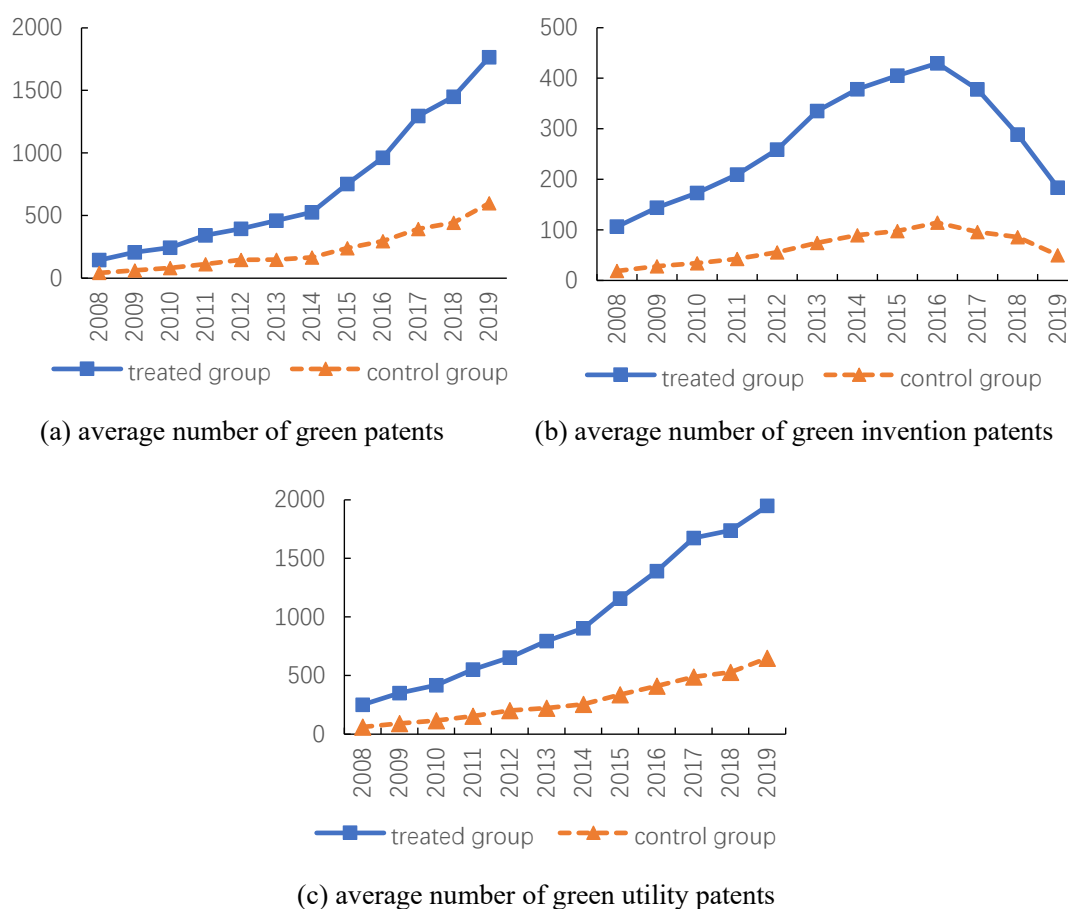 2000
1500
1000
500
0
2008 2009 2010 2011 2012 2013 2014 2015 2016 2017 2018 2019
treated group control group
(a) average number of green patents
500
400
300
200
100
0
2008 2009 2010 2011 2012 2013 2014 2015 2016 2017 2018 2019
treated group control group
(b) average number of green invention patents
2000
1500
1000
500
0
2008 2009 2010 2011 2012 2013 2014 2015 2016 2017 2018 2019
treated group control group
(c) average number of green utility patents